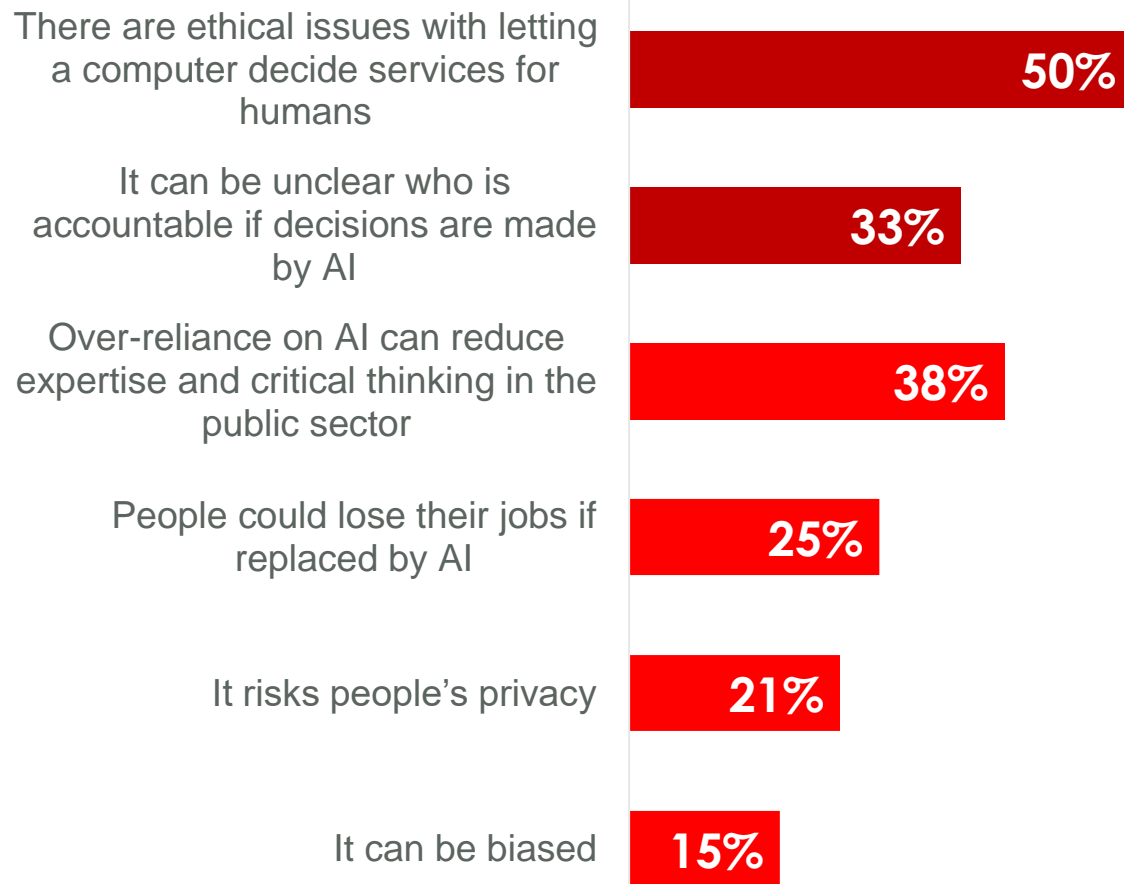 There are ethical issues with letting
a computer decide services for
humans
50%
It can be unclear who is
accountable if decisions are made
by AI
33%
Over-reliance on AI can reduce
expertise and critical thinking in the
public sector
38%
People could lose their jobs if
replaced by AI
25%
It risks people’s privacy
21%
It can be biased
15%